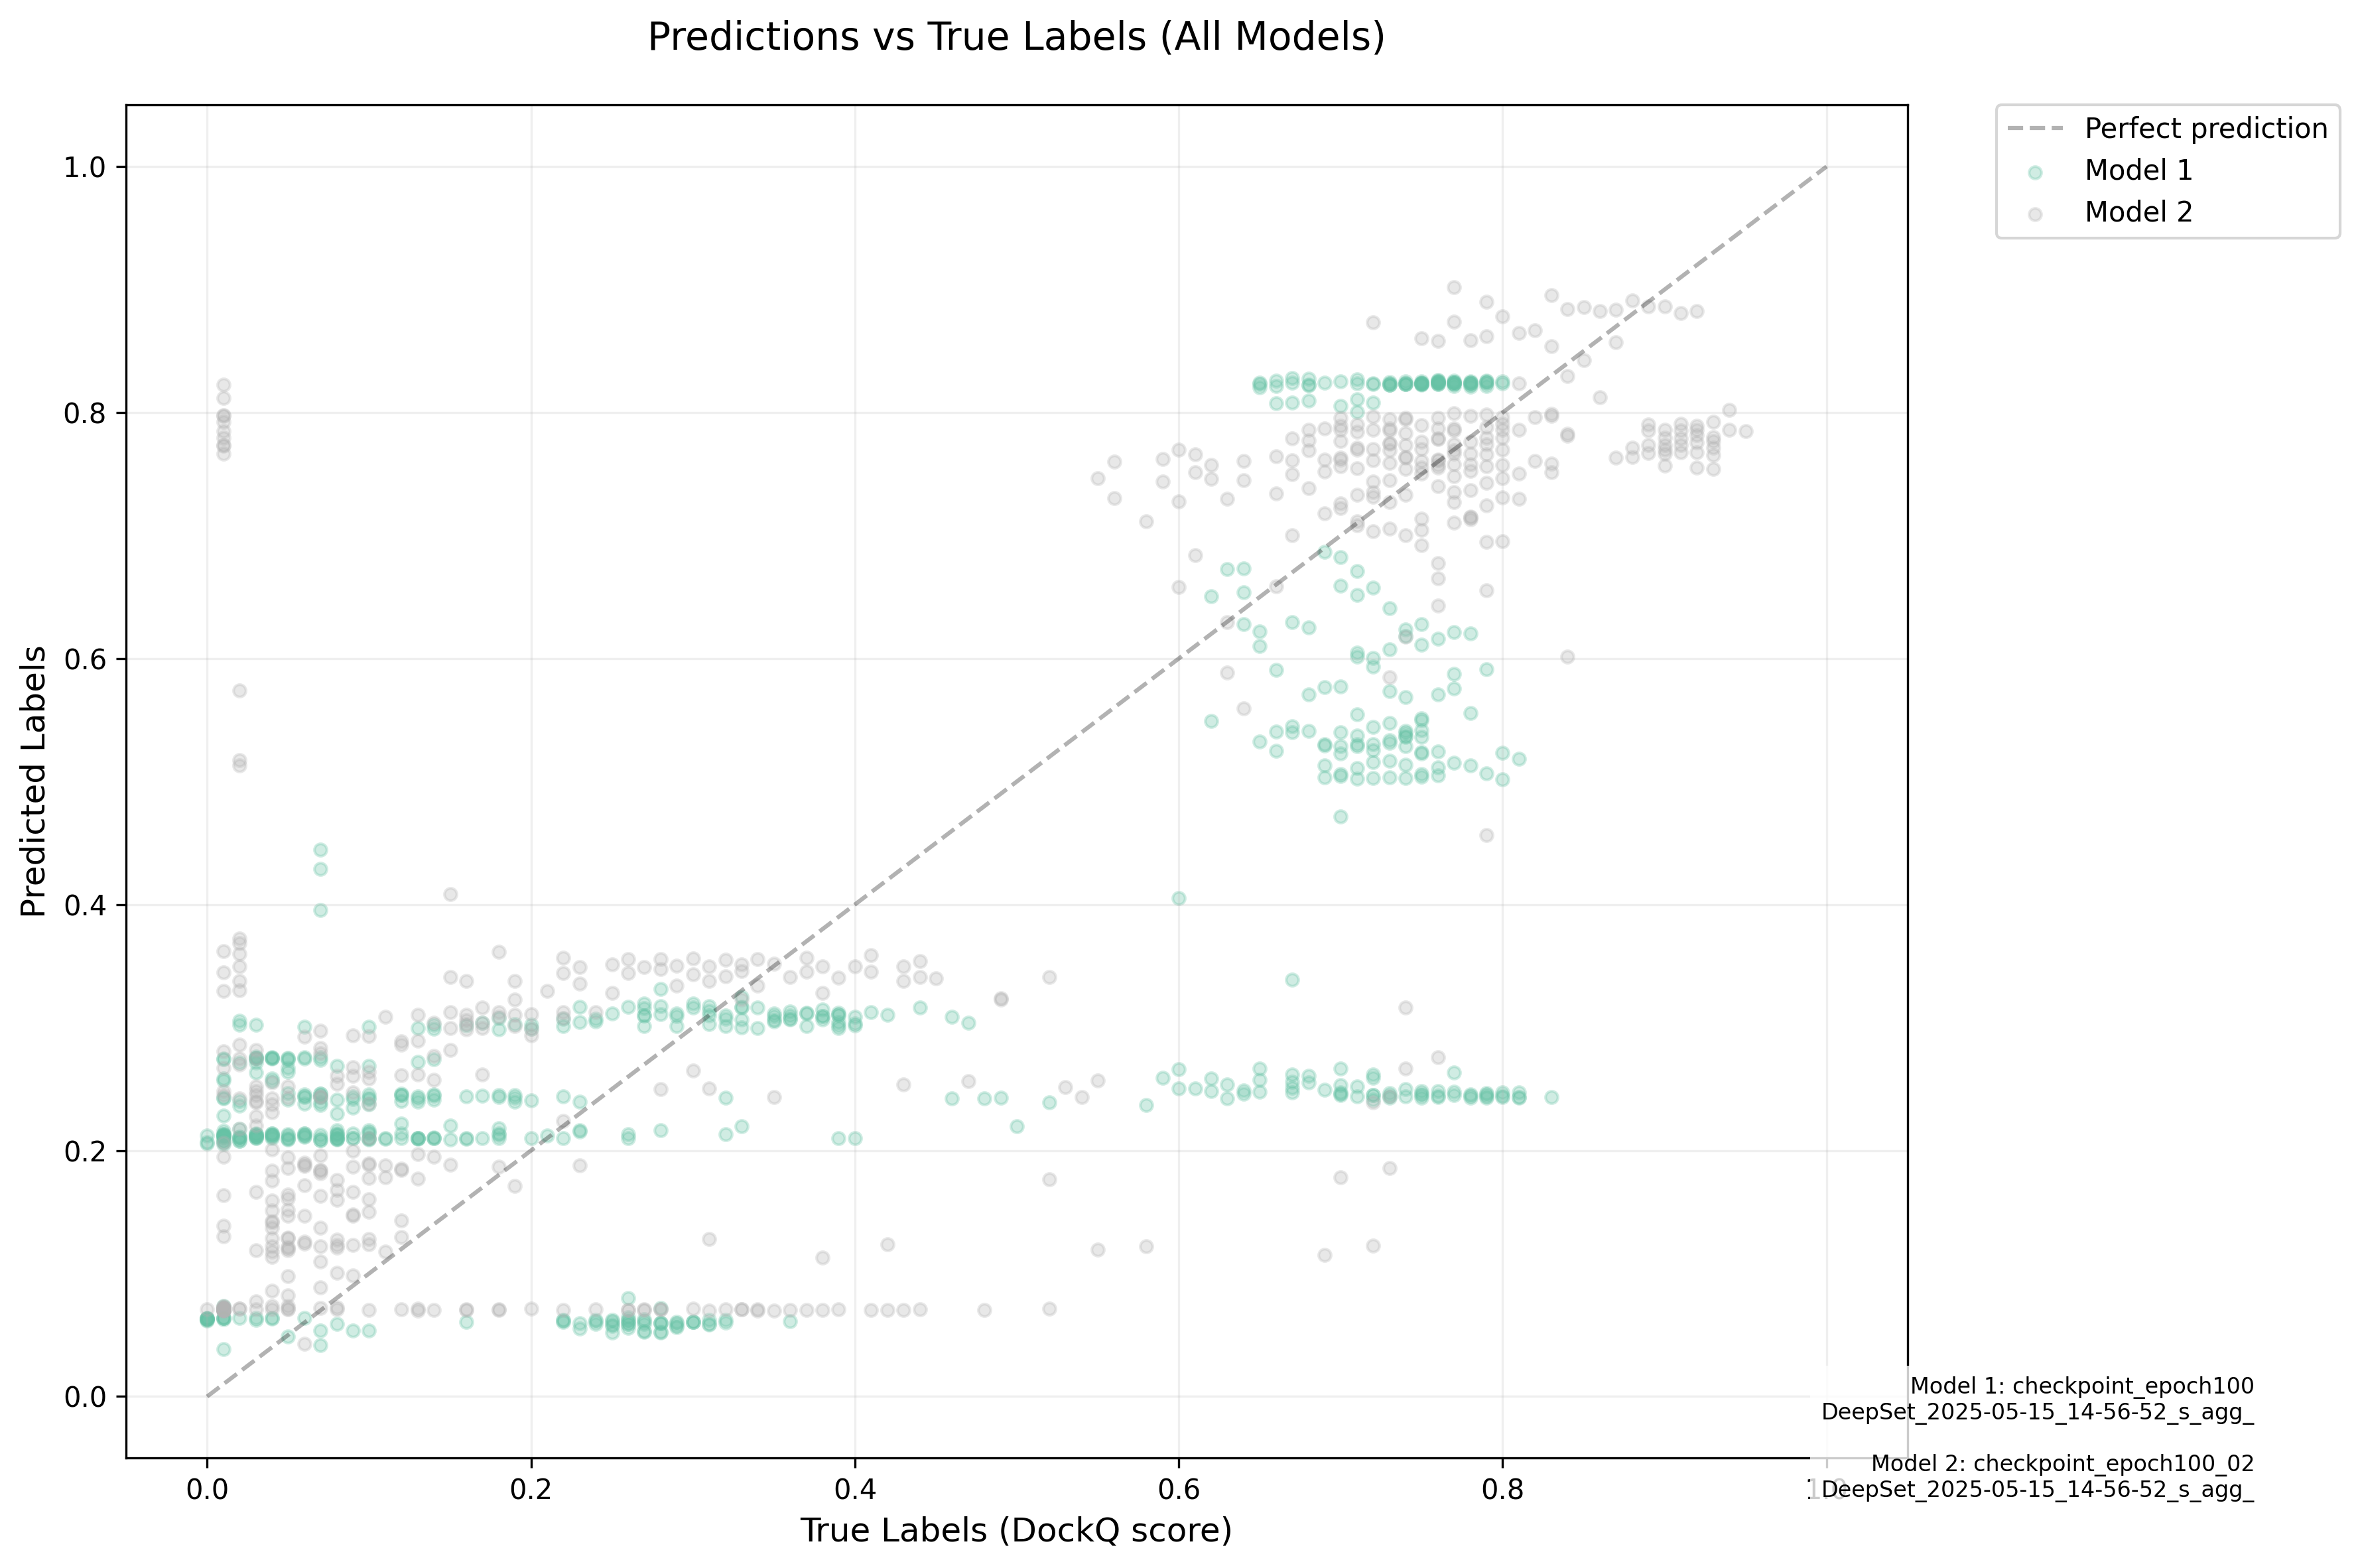 Predictions vs True Labels (All Models)
Perfect prediction
Model 1
Model 2
Predicted Labels
1.0
0.8
0.6
0.4
0.2
0.0
0.0 0.2 0.4 0.6 0.8 1.0
True Labels (DockQ score)
Model 1: checkpoint_epoch100
DeepSet_2025-05-15_14-56-52_s_agg_
Model 2: checkpoint_epoch100_02
DeepSet_2025-05-15_14-56-52_s_agg_